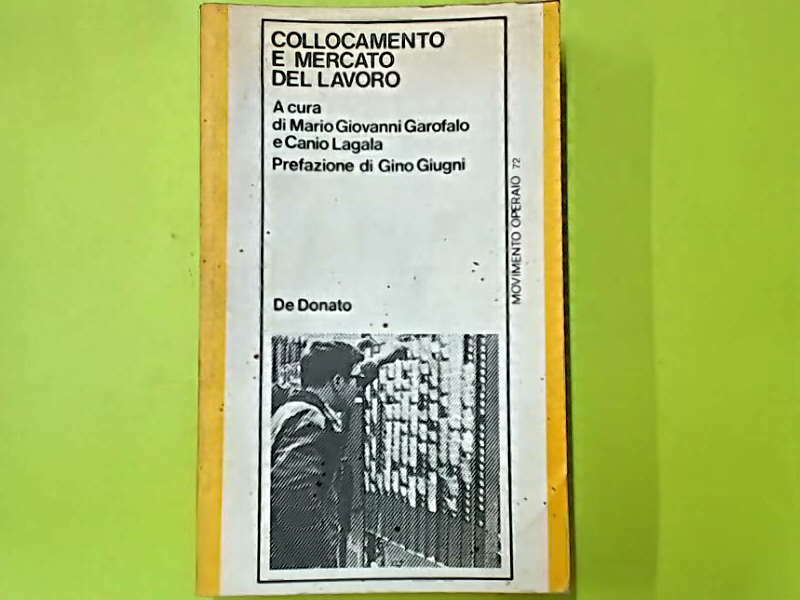 COLLOCAMENTO
E MERCATO
DEL LAVORO
A cura
di Mario Giovanni Garofalo
e Canio Lagala
Prefazione di Gino Giugni
MOVIMENTO OPERAIO 72
De Donato